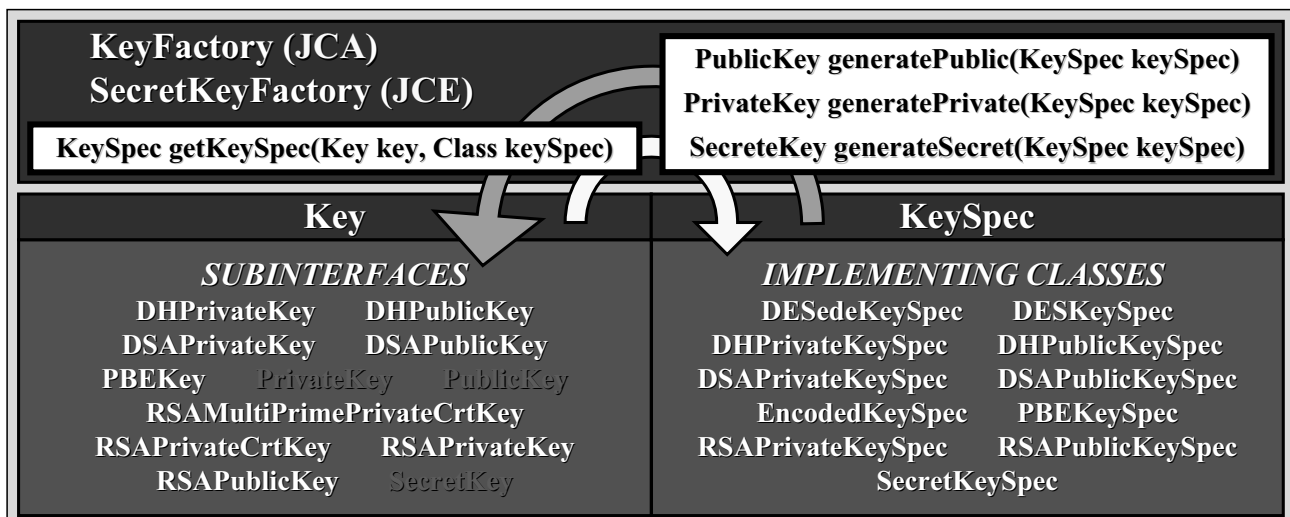 KeyFactory (JCA)
SecretKeyFactory (JCE)
KeySpec getKeySpec(Key key, Class keySpec)
PublicKey generatePublic(KeySpec keySpec)
PrivateKey generatePrivate(KeySpec keySpec)
SecreteKey generateSecret(KeySpec keySpec)
Key
SUBINTERFACES
DHPrivateKey DHPublicKey
DSAPrivateKey DSAPublicKey
PBEKey PrivateKey PublicKey
RSAMultiPrimePrivateCrtKey
RSAPrivateCrtKey RSAPrivateKey
RSAPublicKey SecretKey
KeySpec
IMPLEMENTING CLASSES
DESedeKeySpec DESKeySpec
DHPrivateKeySpec DHPublicKeySpec
DSAPrivateKeySpec DSAPublicKeySpec
EncodedKeySpec PBEKeySpec
RSAPrivateKeySpec RSAPublicKeySpec
SecretKeySpec